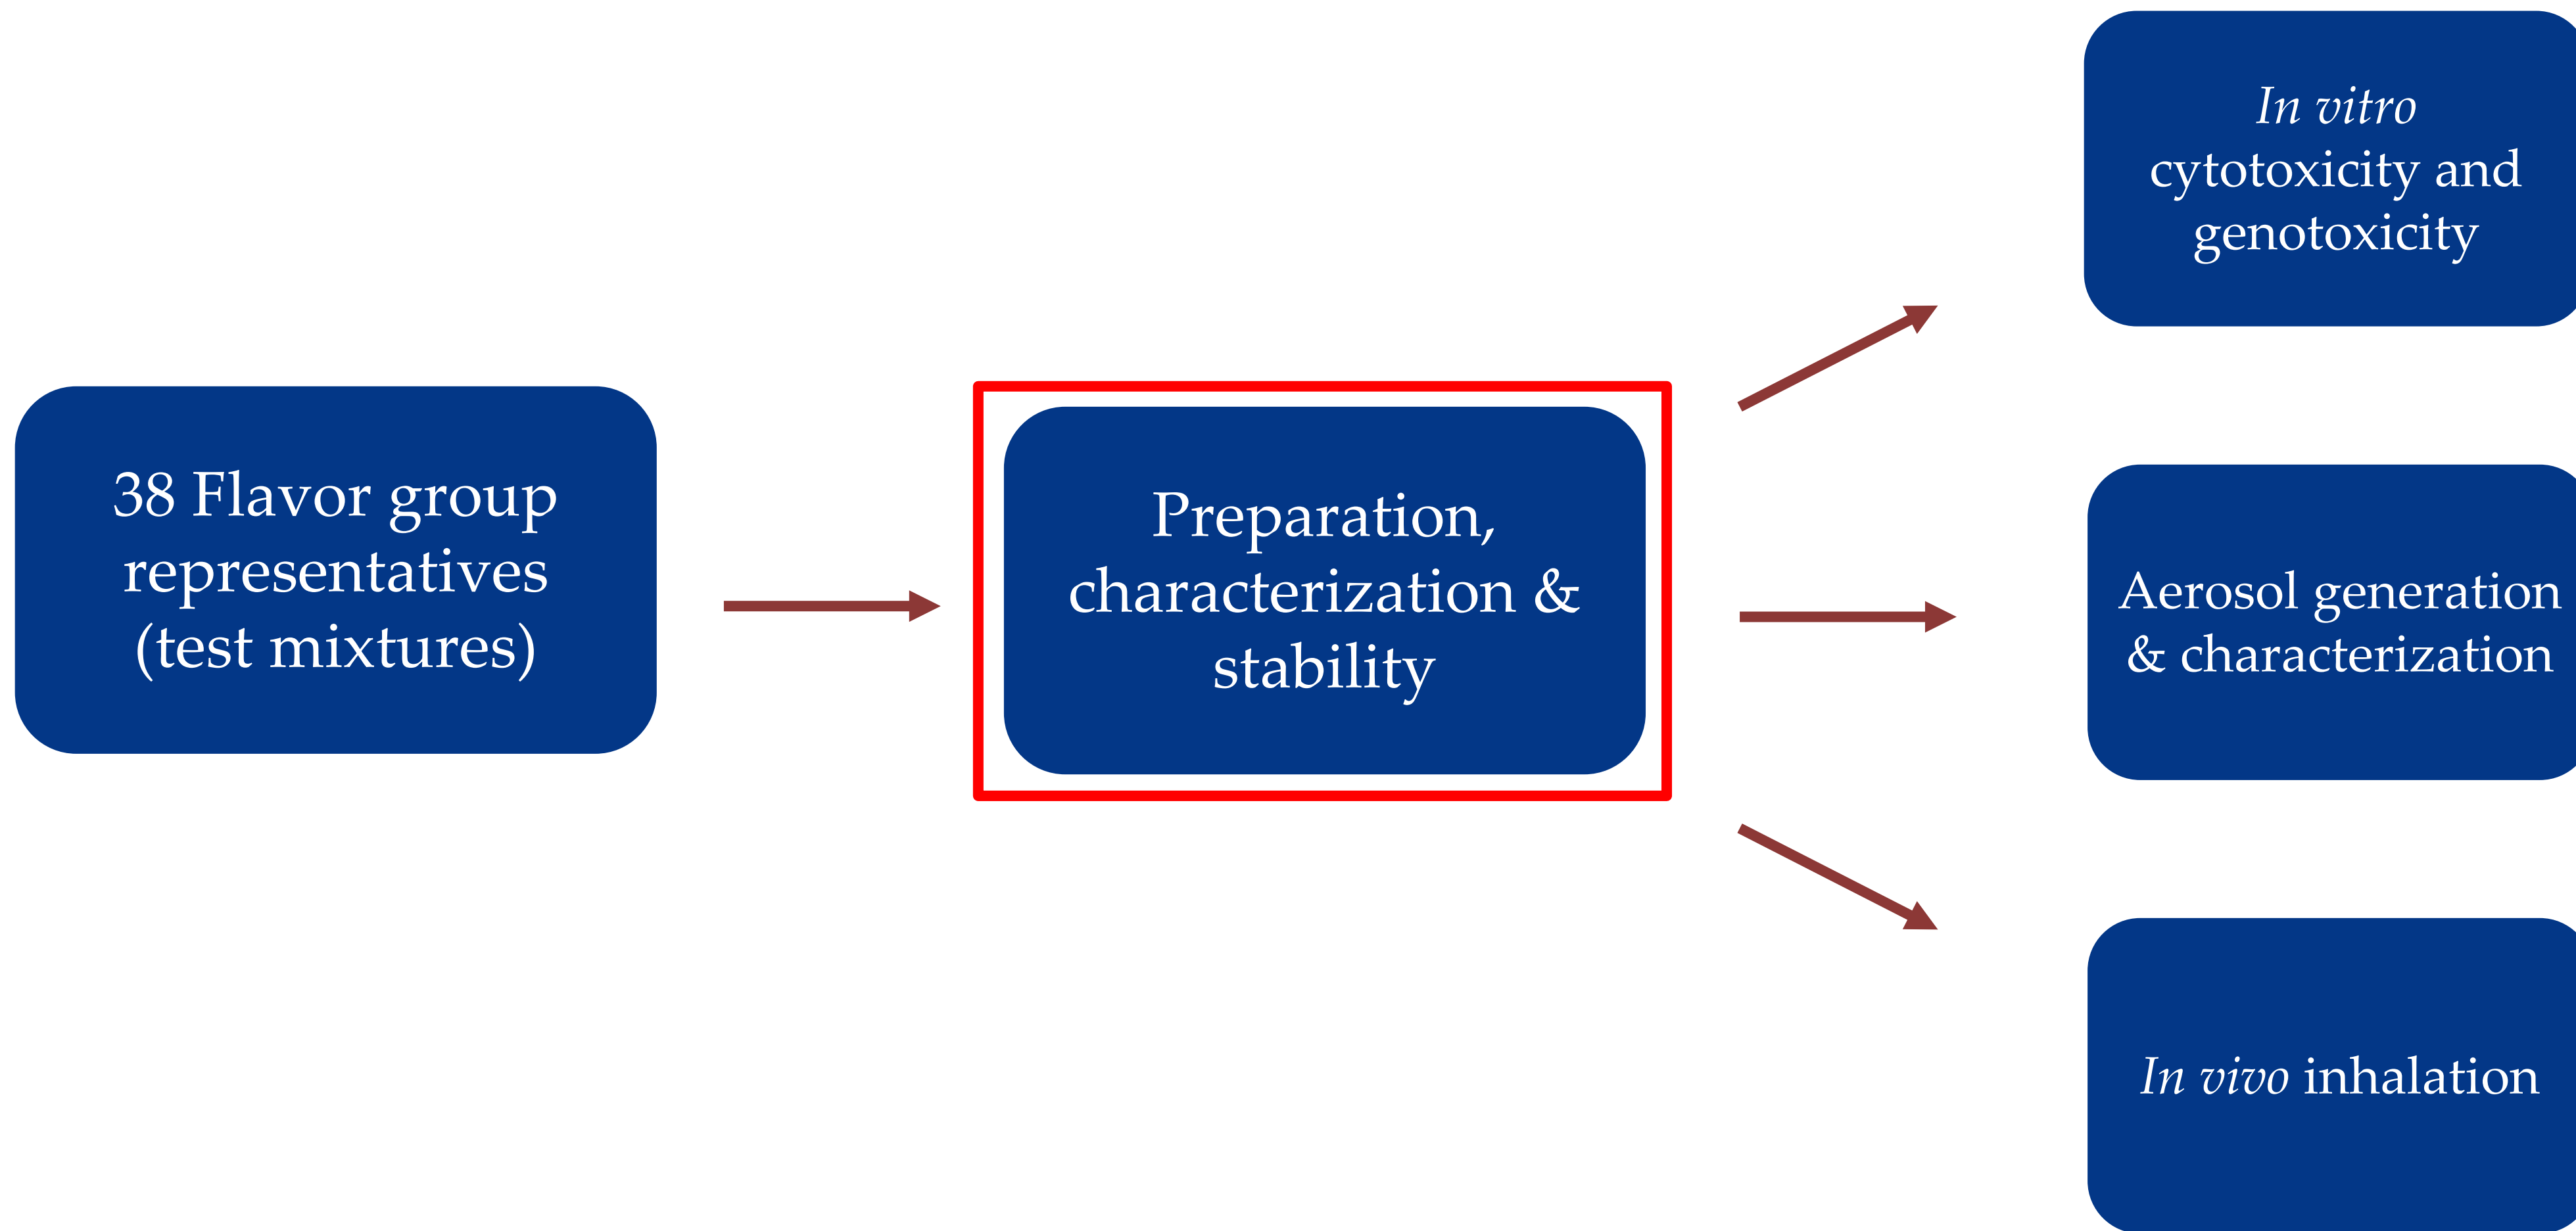 38 Flavor group
representatives
(test mixtures)
Preparation,
characterization &
stability
In vitro
cytotoxicity and
genotoxicity
Aerosol generation
& characterization
In vivo inhalation